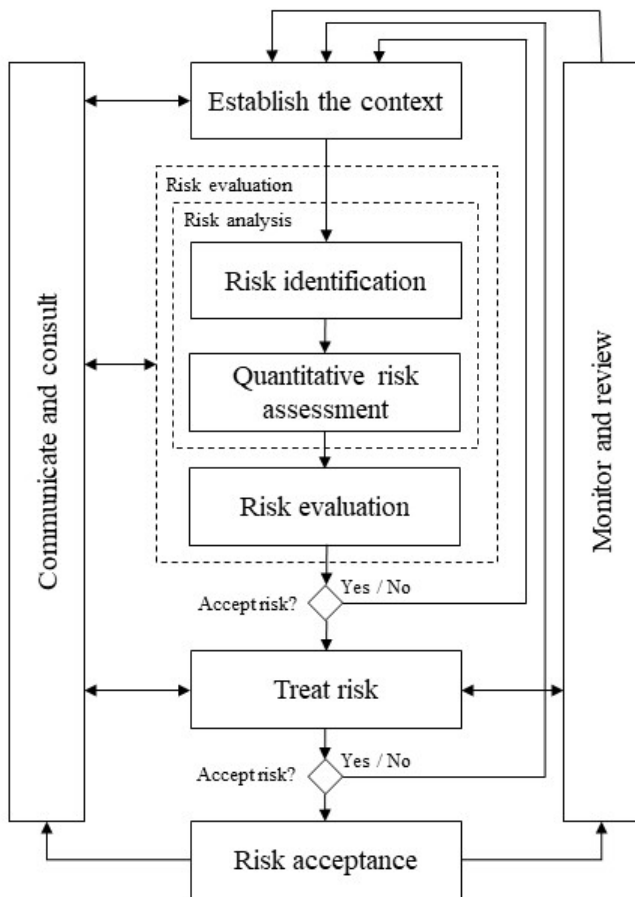 Establish the context
Risk evaluation
Risk analysis
Risk identification
Quantitative risk
assessment
Risk evaluation
Yes / No
Accept risk?
Treat risk
Yes / No
Accept risk?
Risk acceptance
Communicate and consult
Monitor and review